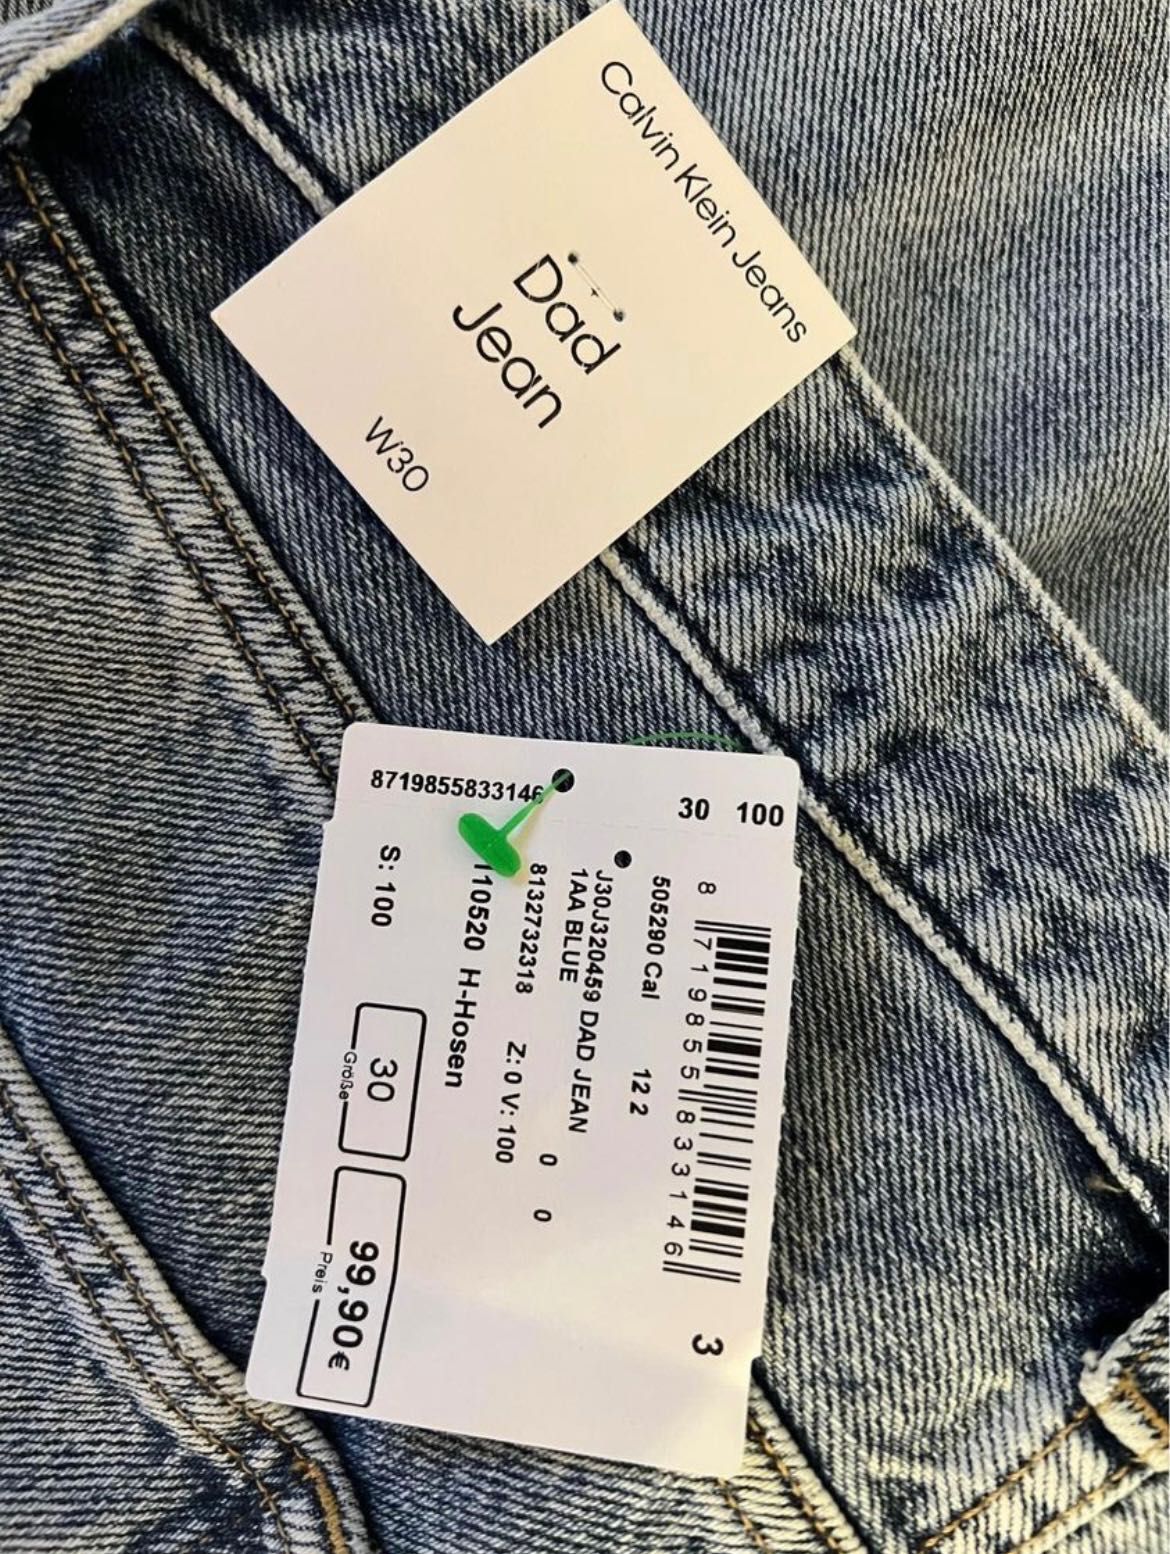 Calvin Klein Jeans
Dad
Jean
W30
8719855833146
30 100
8 719855 833146
3
505290 Cal 12 2
J30J320459 DAD JEAN
1AA BLUE
0 0
8132732318 Z: 0 V: 100
110520 H-Hosen
S: 100
30
Größe
99,90€
Preis